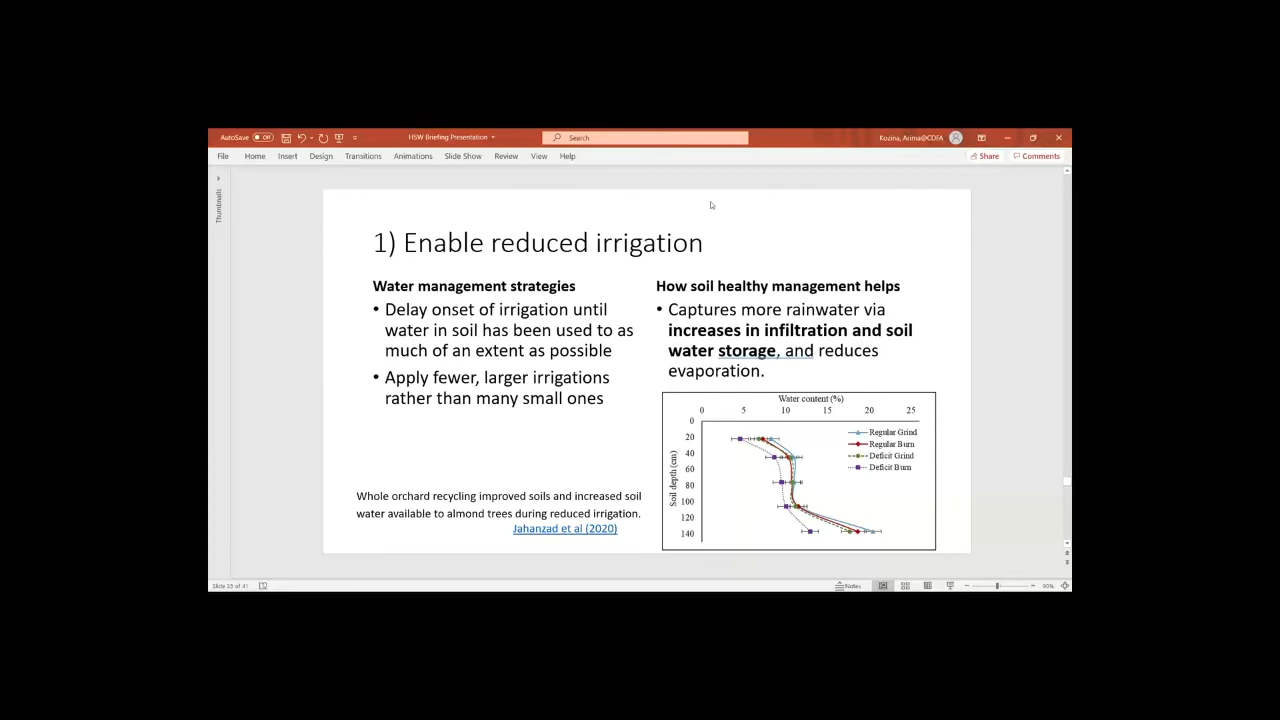 AutoSave Off
HSW Briefing Presentation
Search
Kozina, Arima@CDFA
File Home Insert Design Transitions Animations Slide Show Review View Help
Share Comments
Thumbnails
1) Enable reduced irrigation
Water management strategies
• Delay onset of irrigation until
water in soil has been used to as
much of an extent as possible
• Apply fewer, larger irrigations
rather than many small ones
Whole orchard recycling improved soils and increased soil
water available to almond trees during reduced irrigation.
Jahanzad et al (2020)
How soil healthy management helps
• Captures more rainwater via
increases in infiltration and soil
water storage, and reduces
evaporation.
Water content (%)
0 5 10 15 20 25
Soil depth (cm)
0
20
40
60
80
100
120
140
Regular Grind
Regular Burn
Deficit Grind
Deficit Burn
Slide 35 of 41
Notes
90%